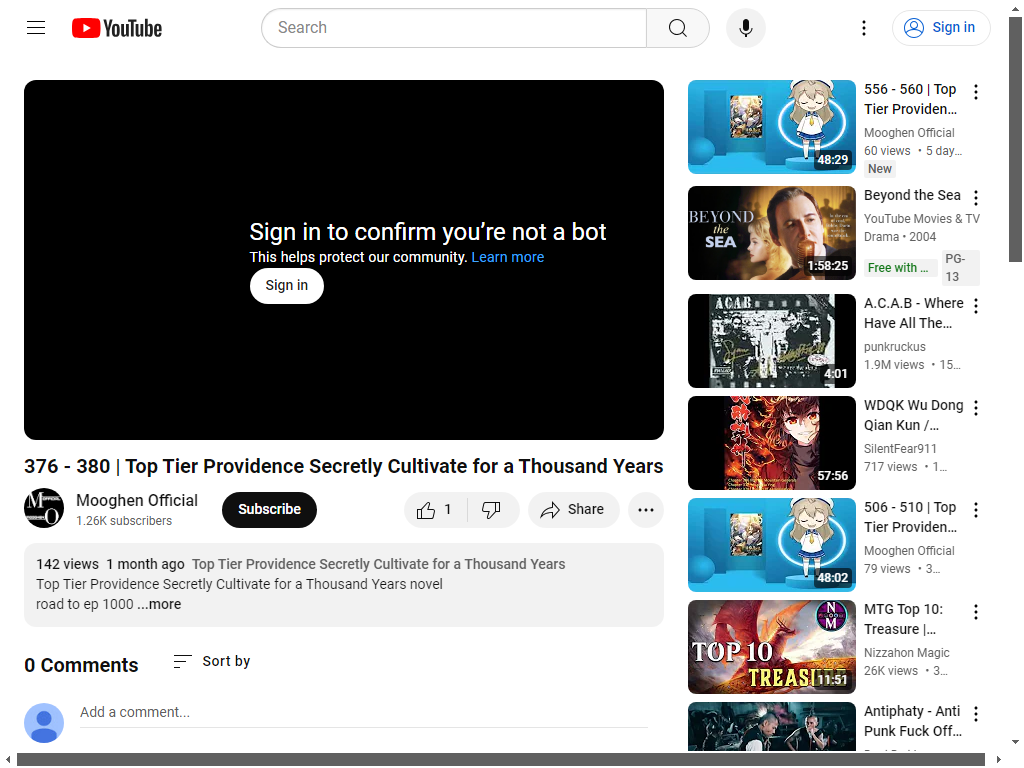 YouTube
Search
Sign in
Sign in to confirm you’re not a bot
This helps protect our community. Learn more
Sign in
376 - 380 | Top Tier Providence Secretly Cultivate for a Thousand Years
Mooghen Official
1.26K subscribers
Subscribe
1
Share
142 views 1 month ago Top Tier Providence Secretly Cultivate for a Thousand Years
Top Tier Providence Secretly Cultivate for a Thousand Years novel
road to ep 1000 ...more
0 Comments
Sort by
Add a comment...
48:29
556 - 560 | Top
Tier Providen...
Mooghen Official
60 views • 5 day...
New
BEYOND
the
SEA
1:58:25
Beyond the Sea
YouTube Movies & TV
Drama • 2004
Free with ...
PG-
13
A.C.A.B
4:01
A.C.A.B - Where
Have All The...
punkruckus
1.9M views • 15...
57:56
WDQK Wu Dong
Qian Kun /...
SilentFear911
717 views • 1...
48:02
506 - 510 | Top
Tier Providen...
Mooghen Official
79 views • 3...
N
M
TOP 10
TREASURE
11:51
MTG Top 10:
Treasure |...
Nizzahon Magic
26K views • 3...
Antiphaty - Anti
Punk Fuck Off...